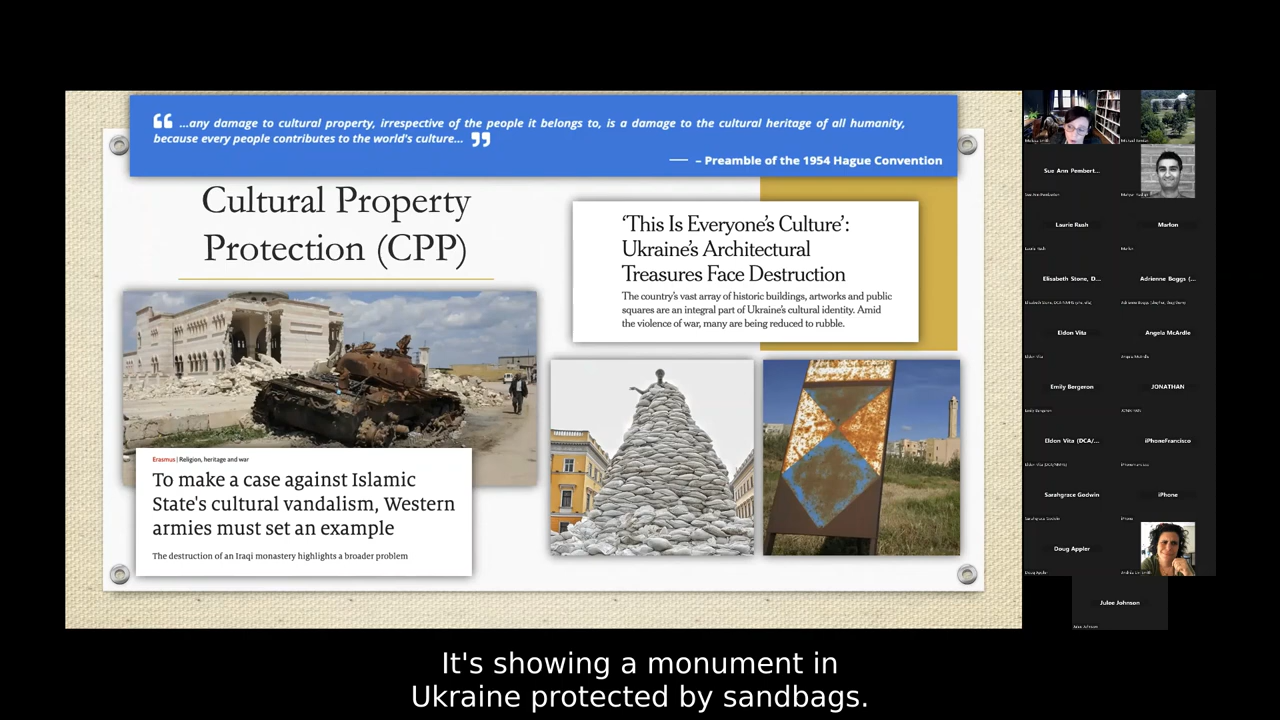 “ ...any damage to cultural property, irrespective of the people it belongs to, is a damage to the cultural heritage of all humanity,
because every people contributes to the world's culture... ”
— – Preamble of the 1954 Hague Convention
Cultural Property
Protection (CPP)
‘This Is Everyone’s Culture’:
Ukraine’s Architectural
Treasures Face Destruction
The country’s vast array of historic buildings, artworks and public
squares are an integral part of Ukraine’s cultural identity. Amid
the violence of war, many are being reduced to rubble.
Erasmus | Religion, heritage and war
To make a case against Islamic
State's cultural vandalism, Western
armies must set an example
The destruction of an Iraqi monastery highlights a broader problem
Sue Ann Pembert...
Laurie Rush
Marlon
Elisabeth Stone, D...
Adrienne Boggs (...
Eldon Vita
Angela McArdle
Emily Bergeron
JONATHAN
Eldon Vita (DCA/...
iPhoneFrancisco
Sarahgrace Godwin
iPhone
Doug Appler
Julee Johnson
It's showing a monument in
Ukraine protected by sandbags.